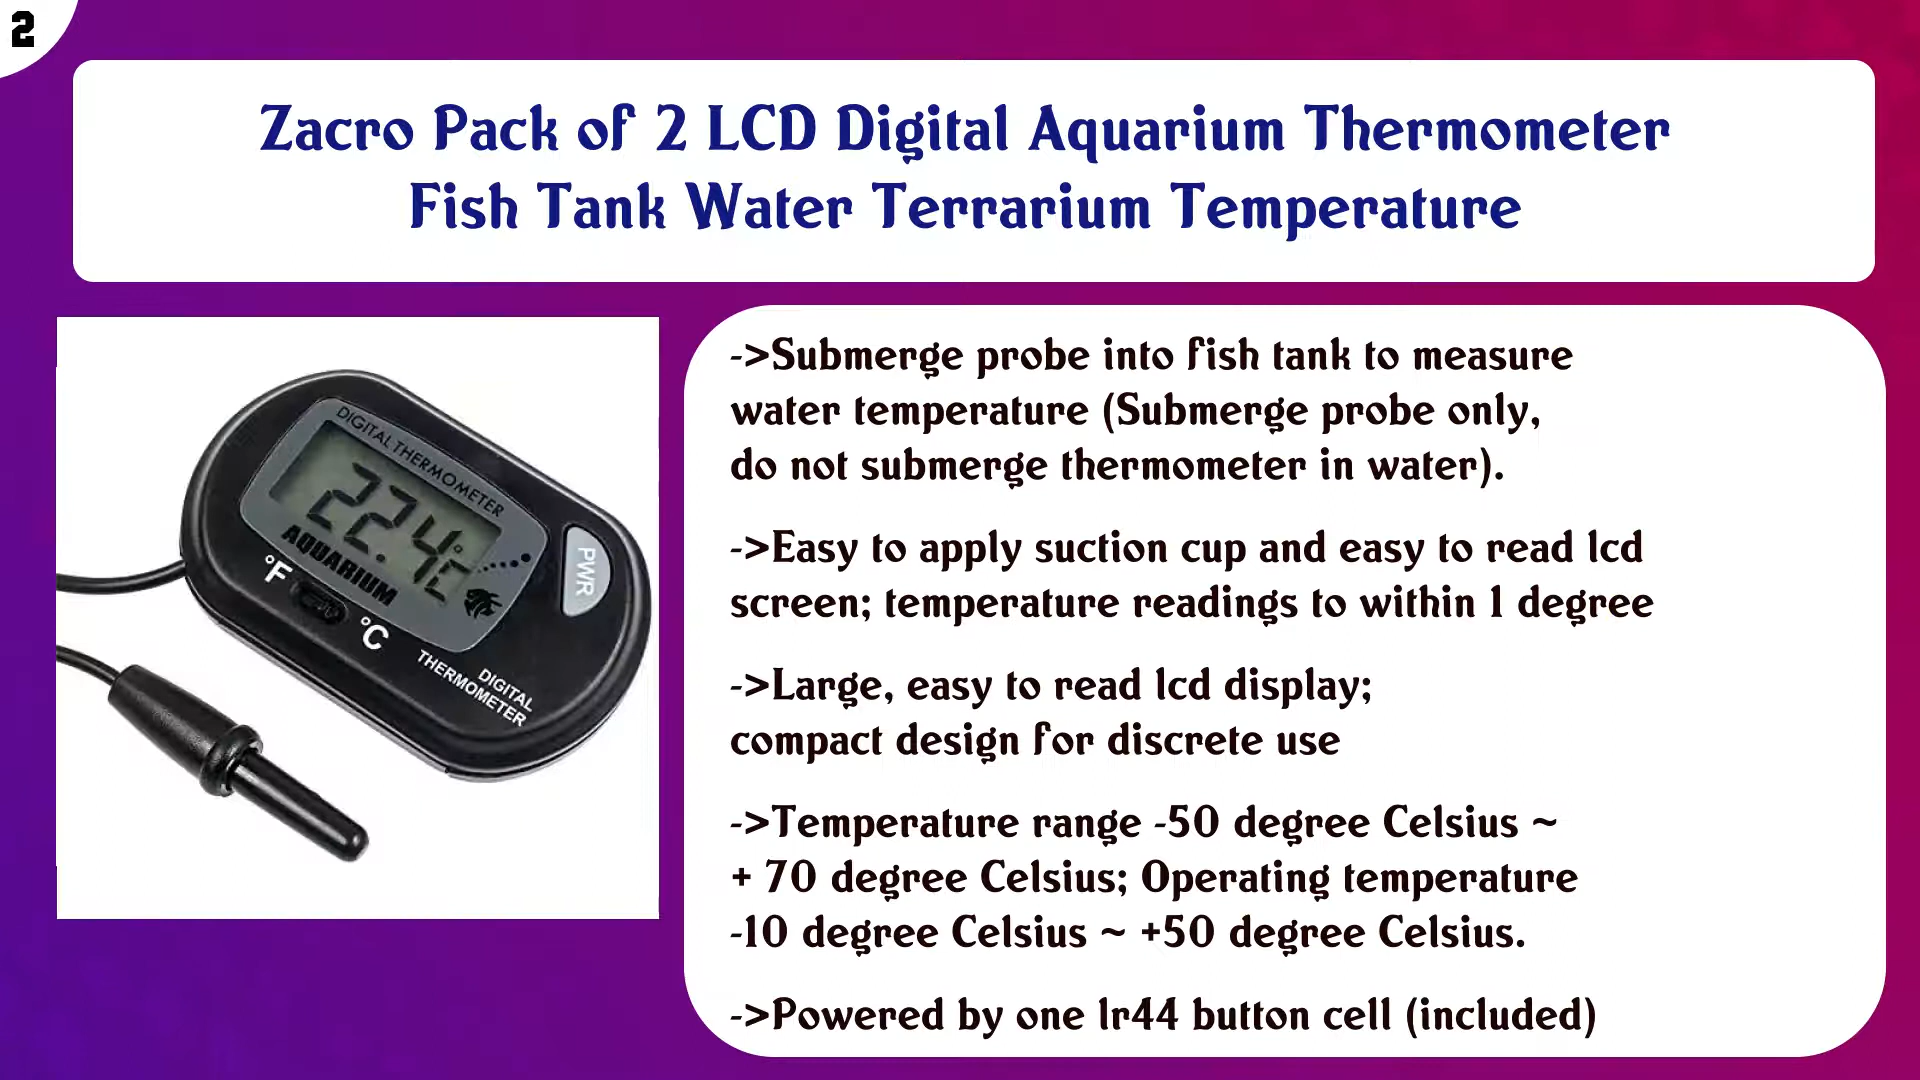 2
Zacro Pack of 2 LCD Digital Aquarium Thermometer
Fish Tank Water Terrarium Temperature
DIGITAL THERMOMETER
22.4°C
AQUARIUM
PWR
°F
°C
DIGITAL
THERMOMETER
->Submerge probe into fish tank to measure
water temperature (Submerge probe only,
do not submerge thermometer in water).
->Easy to apply suction cup and easy to read lcd
screen; temperature readings to within 1 degree
->Large, easy to read lcd display;
compact design for discrete use
->Temperature range -50 degree Celsius ~
+ 70 degree Celsius; Operating temperature
-10 degree Celsius ~ +50 degree Celsius.
->Powered by one lr44 button cell (included)